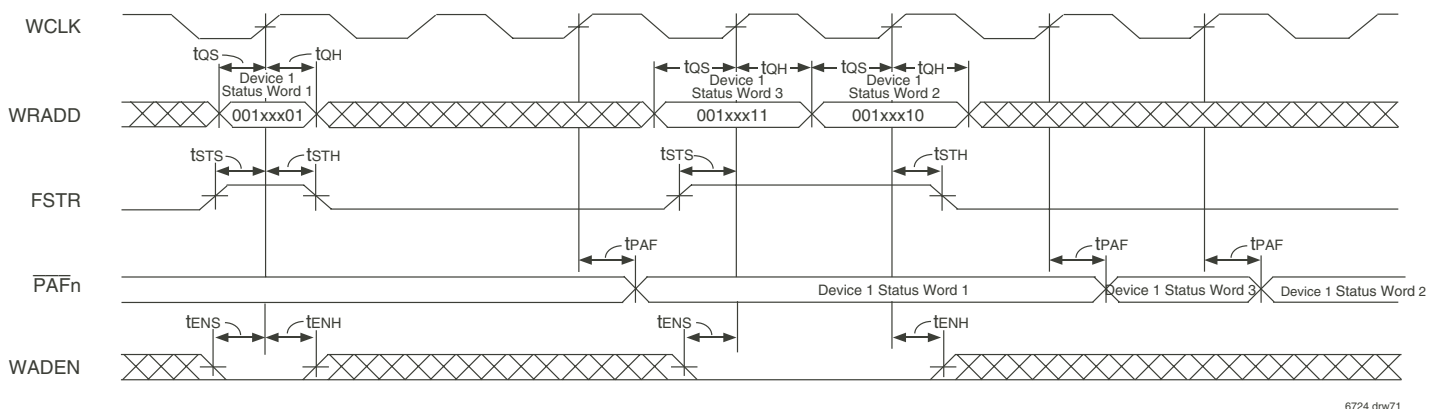 WCLK
tQS
tQH
tQS
tQH
tQS
tQH
Device 1
Status Word 1
Device 1
Status Word 3
Device 1
Status Word 2
WRADD
001xxx01
001xxx11
001xxx10
tSTS
tSTH
tSTS
tSTH
FSTR
tPAF
tPAF
tPAF
PAFn
Device 1 Status Word 1
Device 1 Status Word 3
Device 1 Status Word 2
tENS
tENH
tENS
tENH
WADEN
6724 drw71